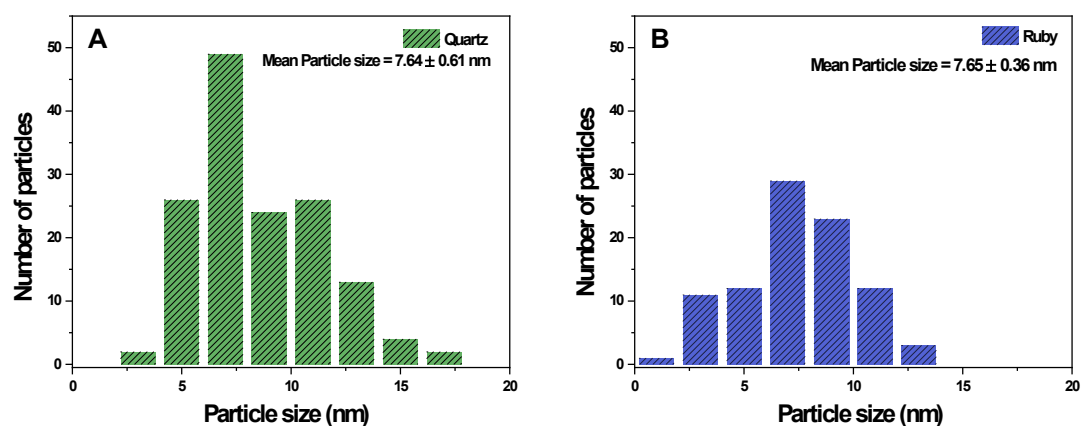 A
Quartz
Mean Particle size = 7.64 ± 0.61 nm
50
40
30
20
10
0
Number of particles
0 5 10 15 20
Particle size (nm)
B
Ruby
Mean Particle size = 7.65 ± 0.36 nm
50
40
30
20
10
0
Number of particles
0 5 10 15 20
Particle size (nm)